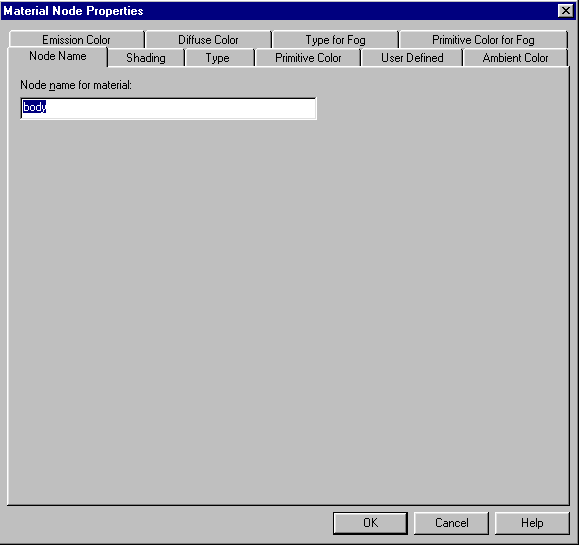 Material Node Properties
Emission Color Diffuse Color Type for Fog Primitive Color for Fog
Node Name Shading Type Primitive Color User Defined Ambient Color
Node name for material:
body
OK Cancel Help